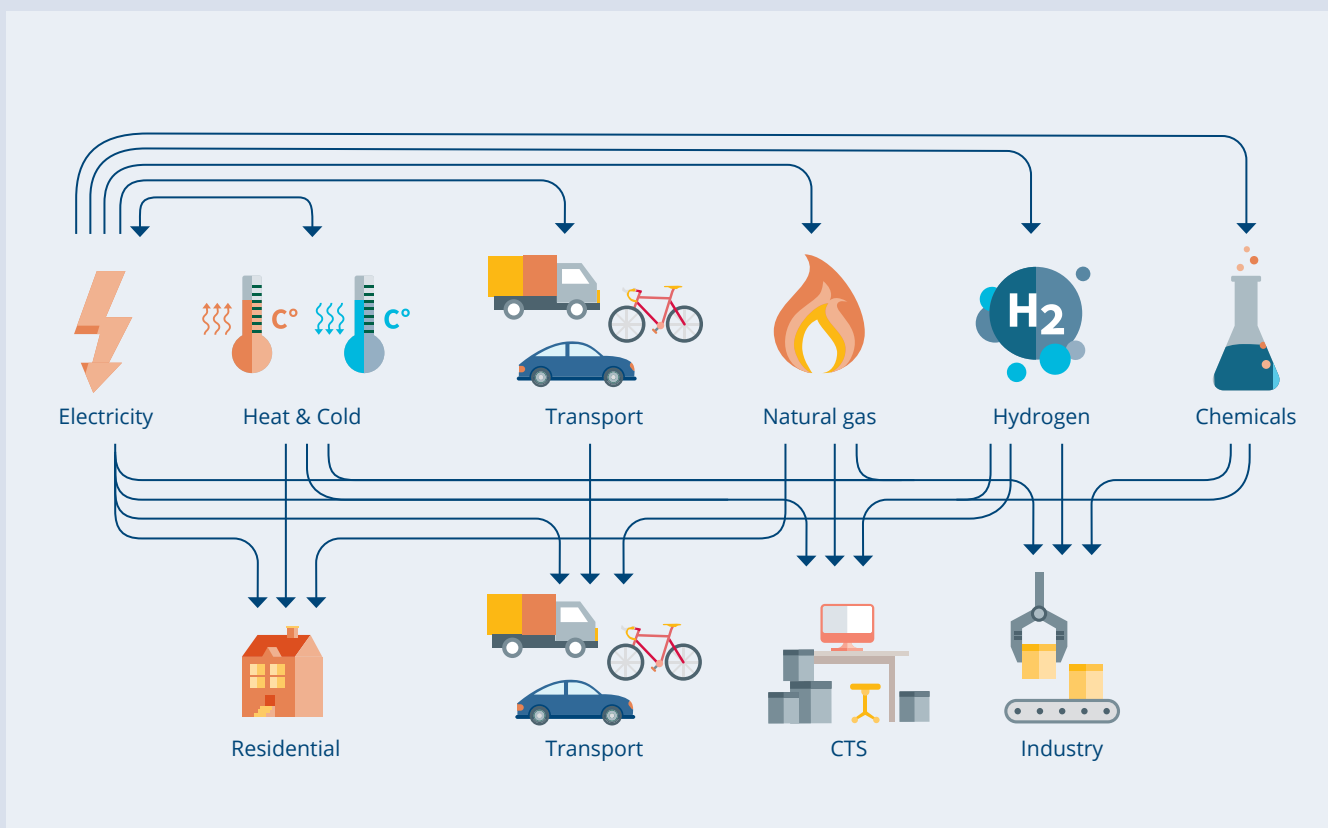 C° C°
H2
Electricity
Heat & Cold
Transport
Natural gas
Hydrogen
Chemicals
Residential
Transport
CTS
Industry